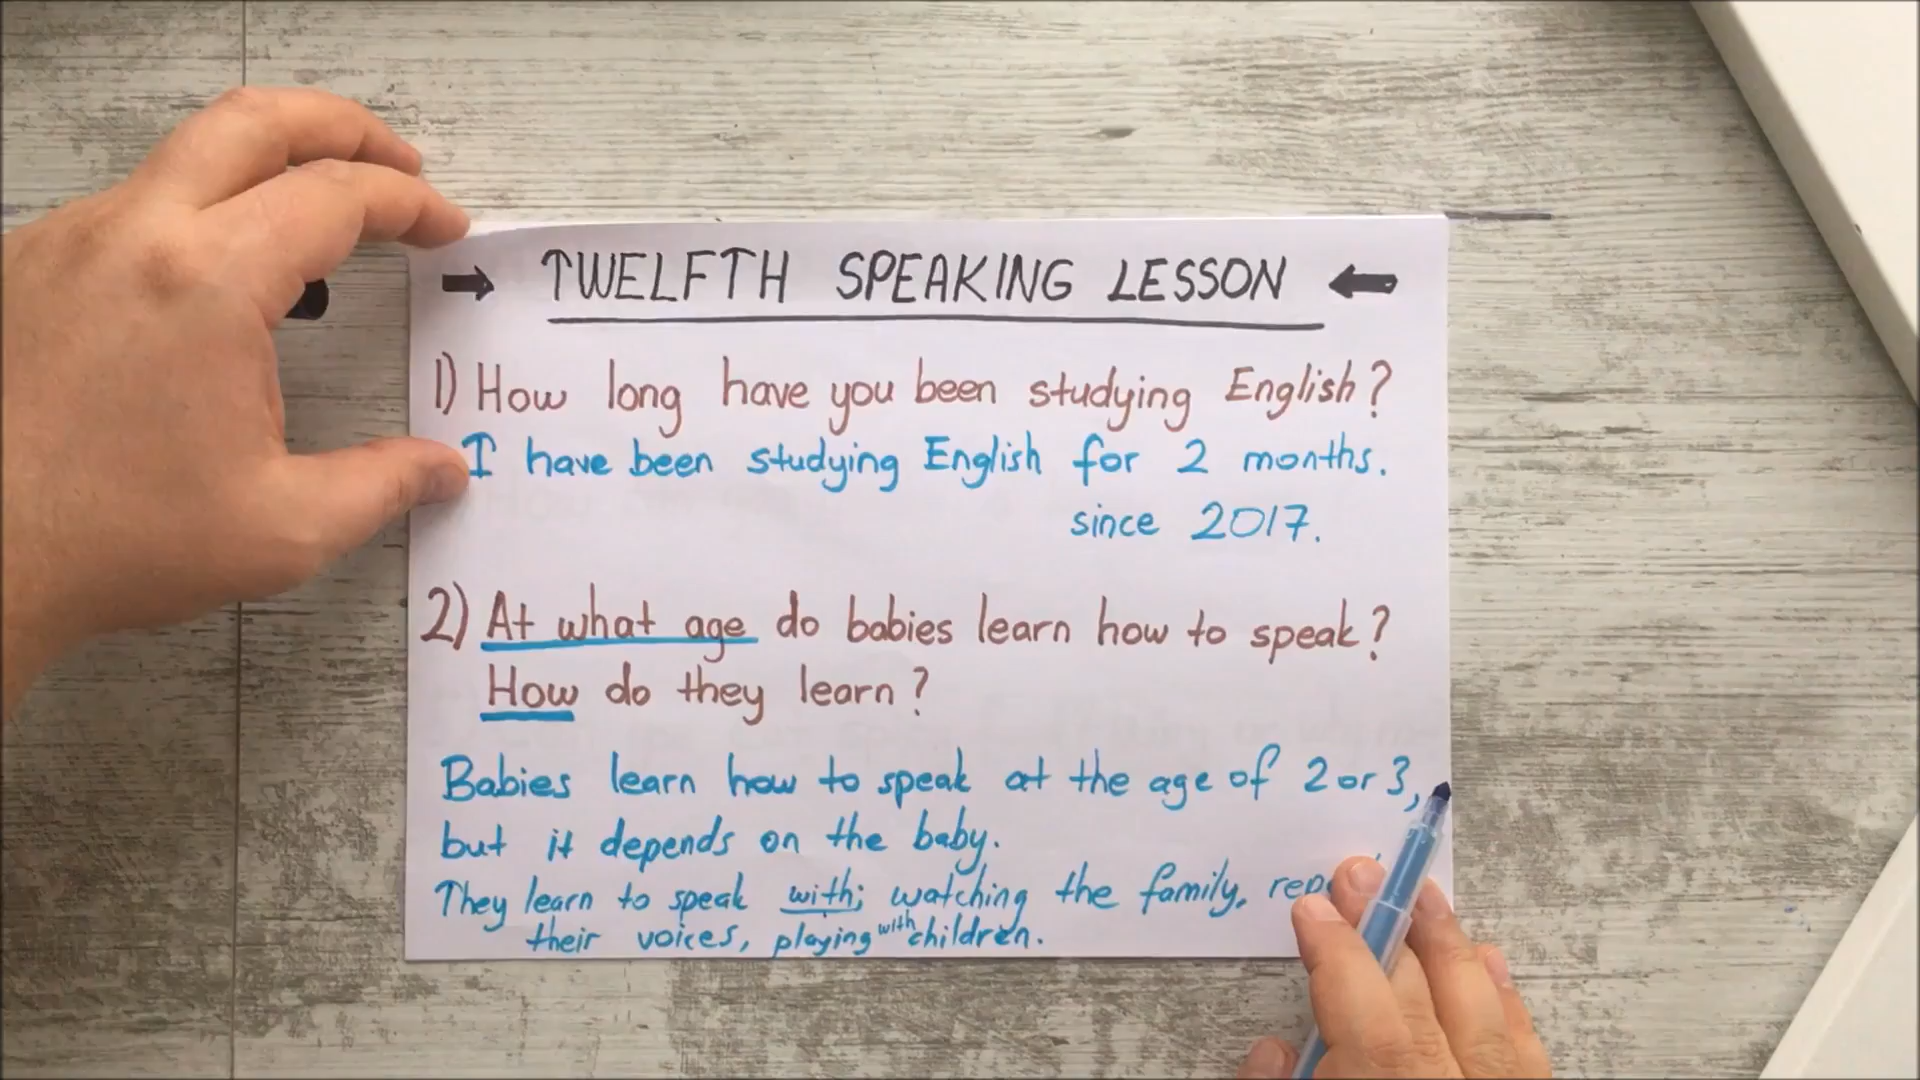 TWELFTH SPEAKING LESSON
1) How long have you been studying English?
I have been studying English for 2 months.
since 2017.
2) At what age do babies learn how to speak?
How do they learn?
Babies learn how to speak at the age of 2 or 3,
but it depends on the baby.
They learn to speak with; watching the family,
their voices, playing with children.